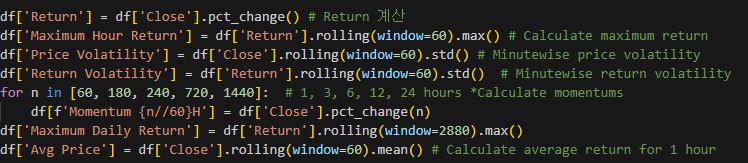 df['Return'] = df['Close'].pct_change() # Return 계산
df['Maximum Hour Return'] = df['Return'].rolling(window=60).max() # Calculate maximum return
df['Price Volatility'] = df['Close'].rolling(window=60).std() # Minutewise price volatility
df['Return Volatility'] = df['Return'].rolling(window=60).std()  # Minutewise return volatility
for n in [60, 180, 240, 720, 1440]:  # 1, 3, 6, 12, 24 hours *Calculate momentums
    df[f'Momentum {n//60}H'] = df['Close'].pct_change(n)
df['Maximum Daily Return'] = df['Return'].rolling(window=2880).max()
df['Avg Price'] = df['Close'].rolling(window=60).mean() # Calculate average return for 1 hour